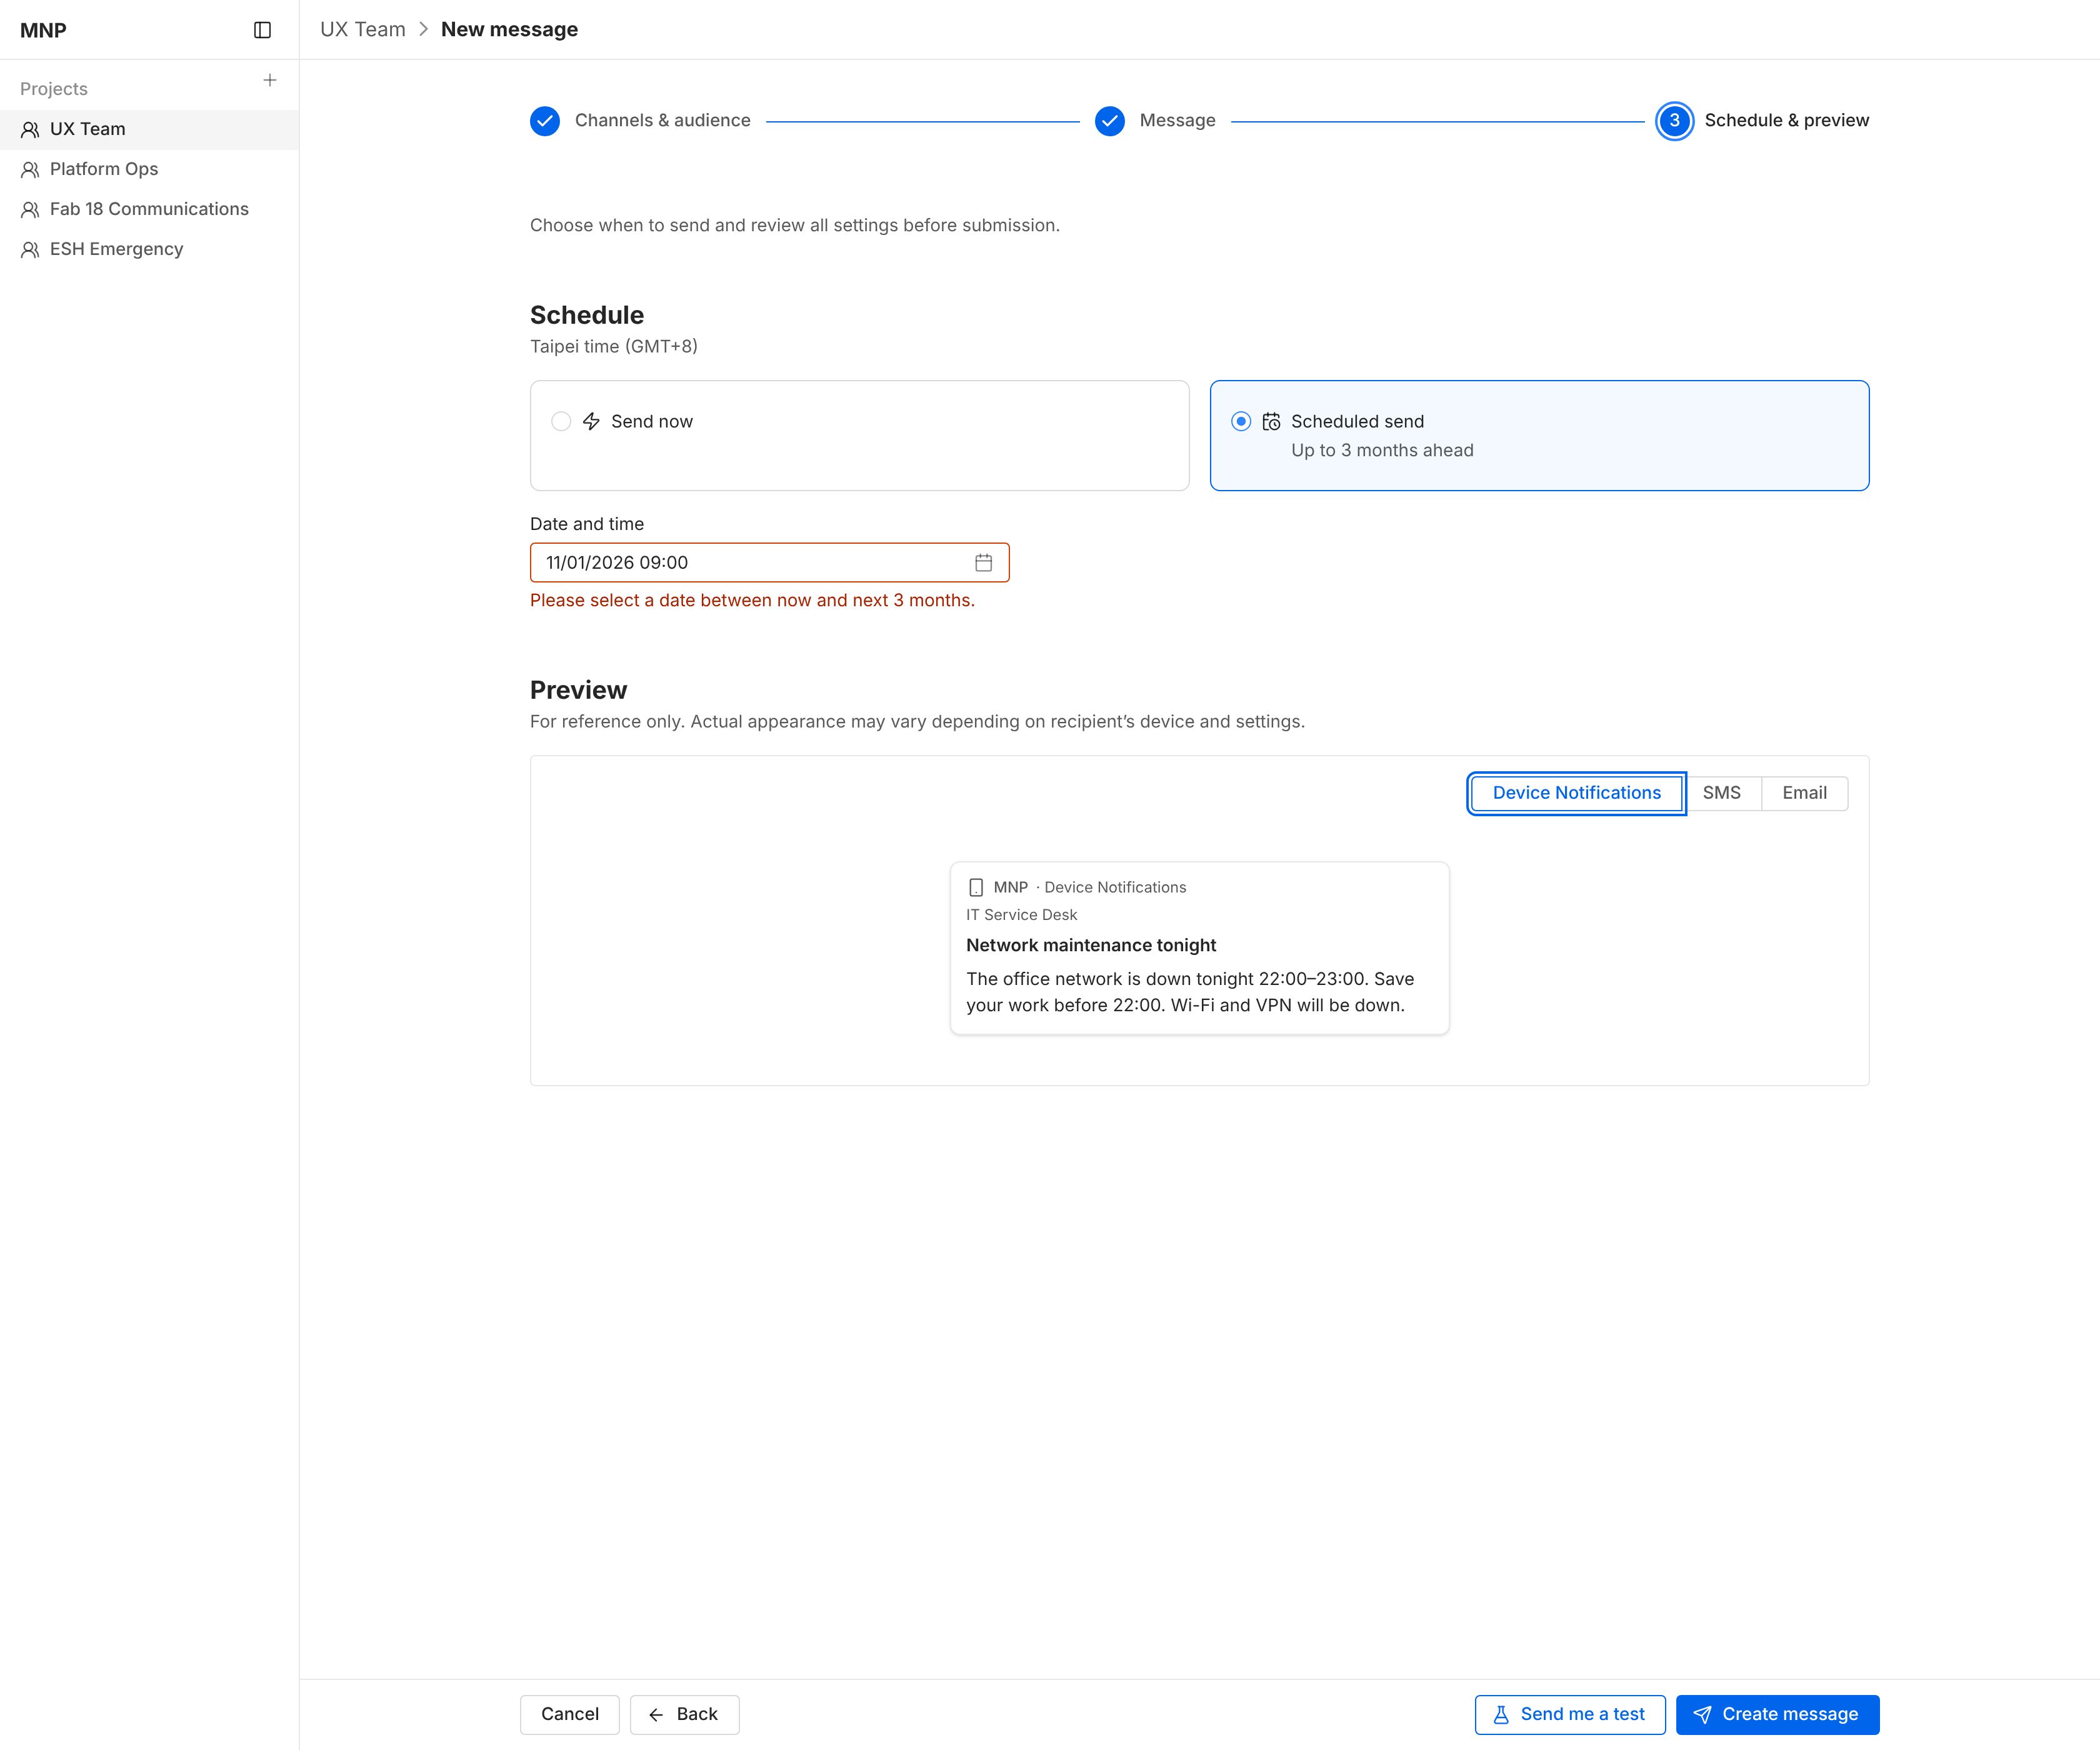 MNP
Projects
UX Team
Platform Ops
Fab 18 Communications
ESH Emergency
UX Team > New message
Channels & audience
Message
3 Schedule & preview
Choose when to send and review all settings before submission.
Schedule
Taipei time (GMT+8)
Send now
Scheduled send
Up to 3 months ahead
Date and time
11/01/2026 09:00
Please select a date between now and next 3 months.
Preview
For reference only. Actual appearance may vary depending on recipient’s device and settings.
Device Notifications SMS Email
MNP · Device Notifications
IT Service Desk
Network maintenance tonight
The office network is down tonight 22:00–23:00. Save
your work before 22:00. Wi-Fi and VPN will be down.
Cancel
Back
Send me a test
Create message